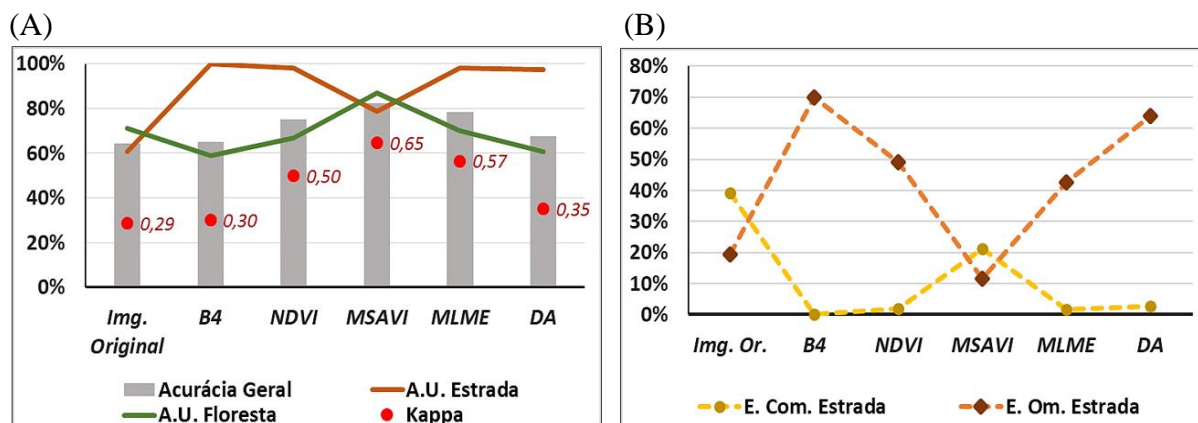 (A)
100%
80%
60%
40%
20%
0%
0,29
0,30
0,50
0,65
0,57
0,35
Img. Original
B4
NDVI
MSAVI
MLME
DA
Acurácia Geral
A.U. Estrada
A.U. Floresta
Kappa
(B)
80%
70%
60%
50%
40%
30%
20%
10%
0%
Img. Or.
B4
NDVI
MSAVI
MLME
DA
E. Com. Estrada
E. Om. Estrada